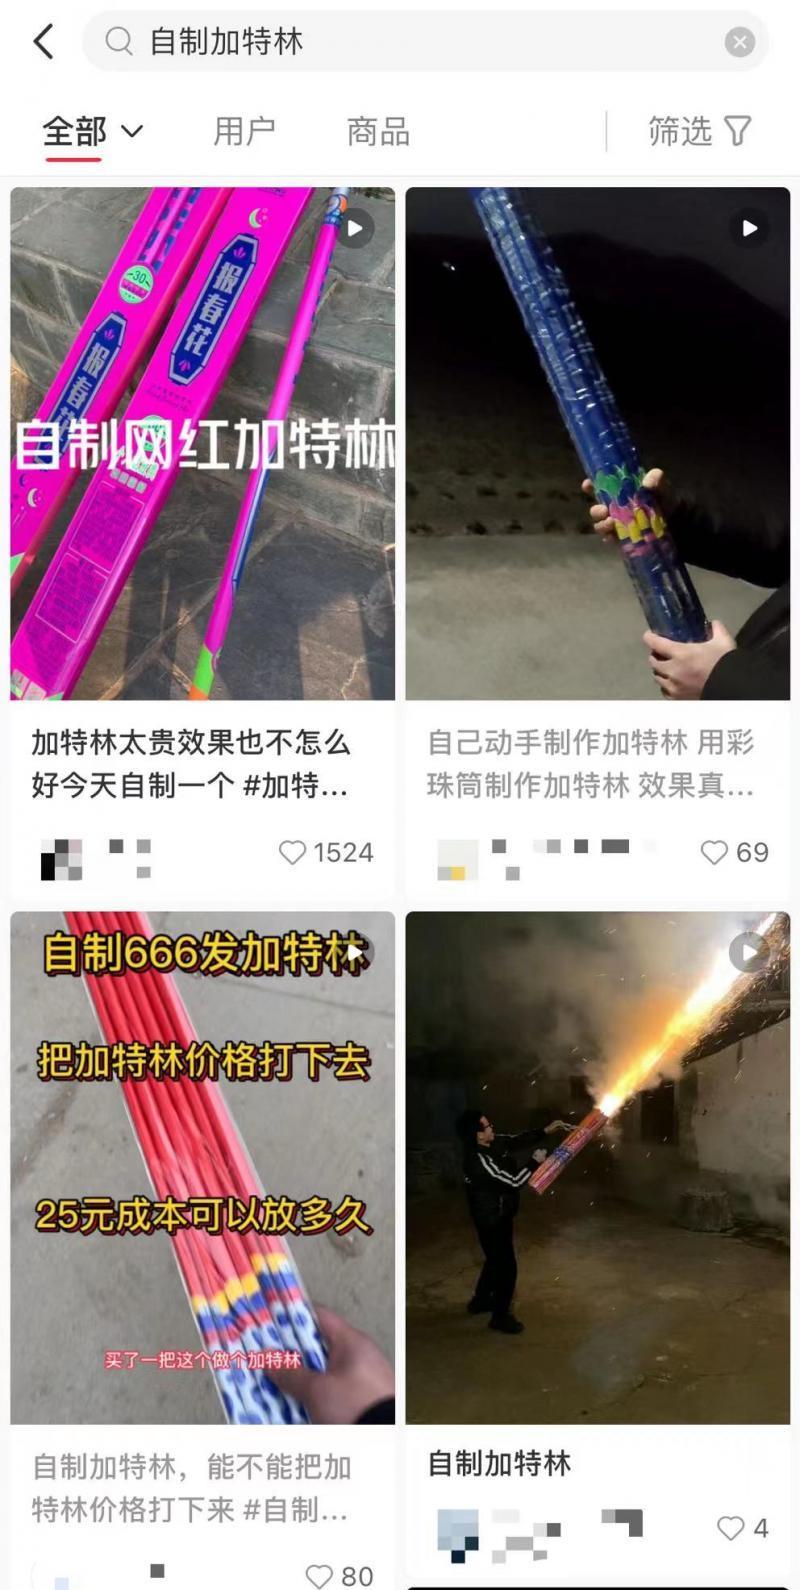 自制加特林
全部
用户
商品
筛选
30
报春花
报春花
自制网红加特林
加特林太贵效果也不怎么
好今天自制一个 #加特...
1524
自己动手制作加特林 用彩
珠筒制作加特林 效果真...
69
自制666发加特林
把加特林价格打下去
25元成本可以放多久
买了一把这个做个加特林
自制加特林，能不能把加
特林价格打下来 #自制...
80
自制加特林
4